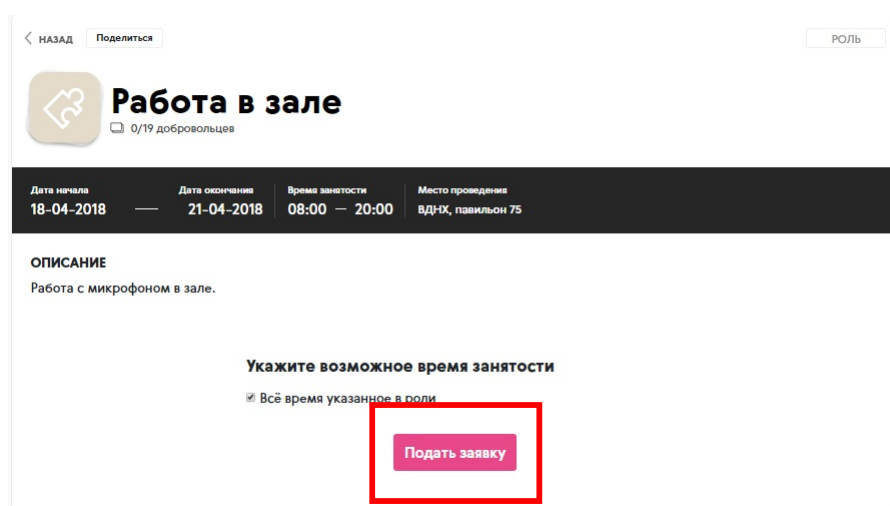 НАЗАД Поделиться РОЛЬ
Работа в зале
0/19 добровольцев
Дата начала Дата окончания Время занятости Место проведения
18-04-2018 — 21-04-2018 08:00 — 20:00 ВДНХ, павильон 75
ОПИСАНИЕ
Работа с микрофоном в зале.
Укажите возможное время занятости
Всё время указанное в роли
Подать заявку